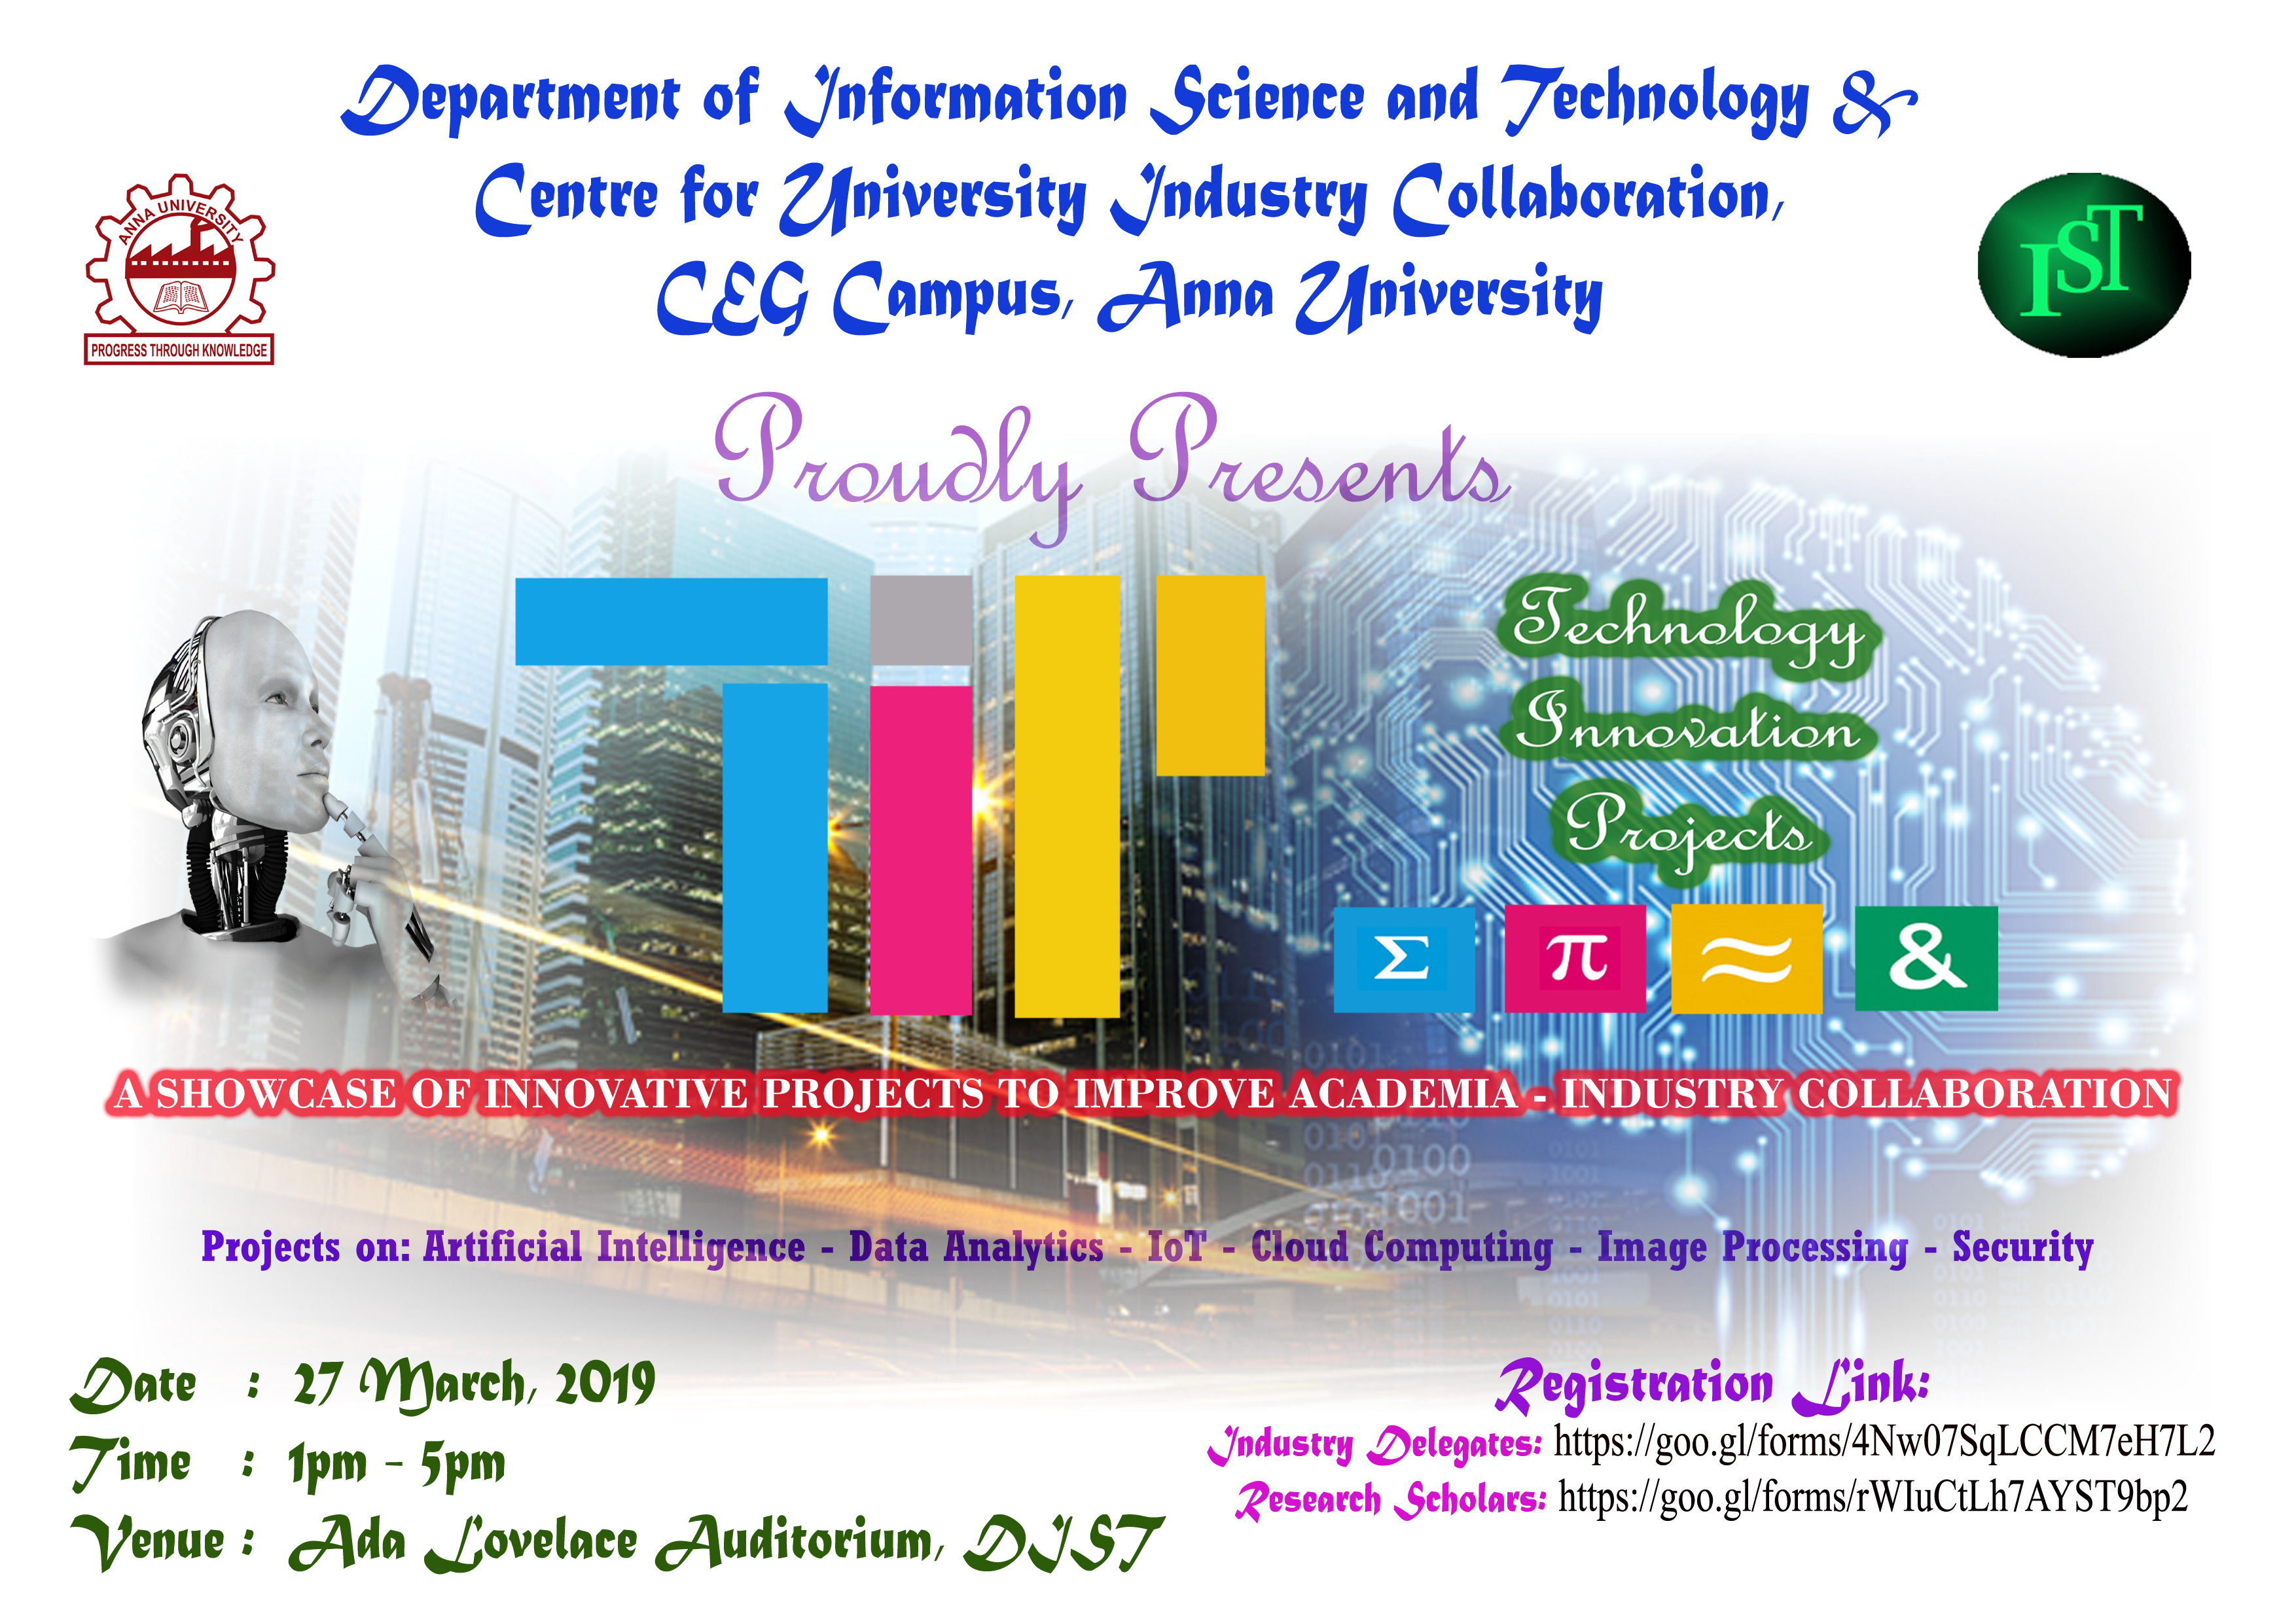 Department of Information Science and Technology &
Centre for University Industry Collaboration,
CEG Campus, Anna University
ANNA UNIVERSITY
PROGRESS THROUGH KNOWLEDGE
IST
Proudly Presents
TiP
Technology
Innovation
Projects
Σ π ≈ &
A SHOWCASE OF INNOVATIVE PROJECTS TO IMPROVE ACADEMIA - INDUSTRY COLLABORATION
Projects on: Artificial Intelligence - Data Analytics - IoT - Cloud Computing - Image Processing - Security
Date : 27 March, 2019
Time : 1pm - 5pm
Venue : Ada Lovelace Auditorium, DIST
Registration Link:
Industry Delegates: https://goo.gl/forms/4Nw07SqLCCM7eH7L2
Research Scholars: https://goo.gl/forms/rWIuCtLh7AYST9bp2